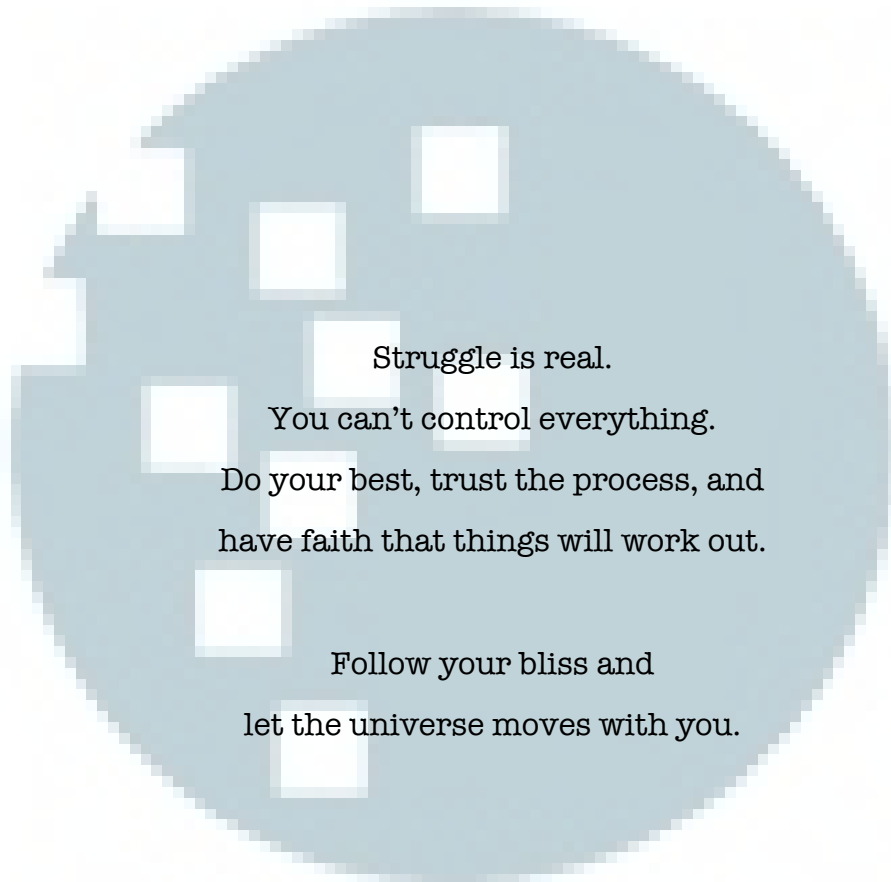 Struggle is real.
You can’t control everything.
Do your best, trust the process, and
have faith that things will work out.
Follow your bliss and
let the universe moves with you.